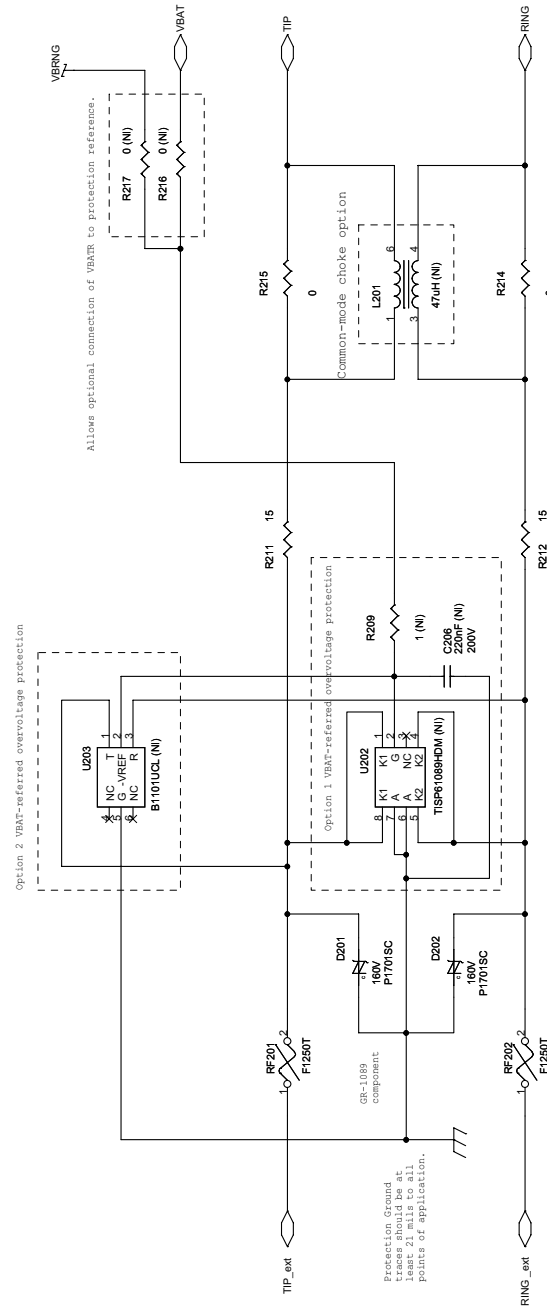 Option 2 VBAT-referred overvoltage protection
U203
NC T
G -VREF
NC R
4
5
6
1
2
3
B1101UCL (NI)
Allows optional connection of VBATR to protection reference.
R217
0 (NI)
R216
0 (NI)
VBRNG
VBAT
TIP_ext
1
RF201
2
F1250T
R211
15
R215
0
TIP
Protection Ground
traces should be at
least 21 mils to all
points of application.
GR-1089
component
D201
160V
P1701SC
D202
160V
P1701SC
Option 1 VBAT-referred overvoltage protection
U202
8
7
6
5
K1 K1
A G
A NC
K2 K2
1
2
3
4
TISP61089HDM (NI)
R209
1 (NI)
C206
220nF (NI)
200V
Common-mode choke option
L201
1
6
3
4
47uH (NI)
RING_ext
1
RF202
2
F1250T
R212
15
R214
RING